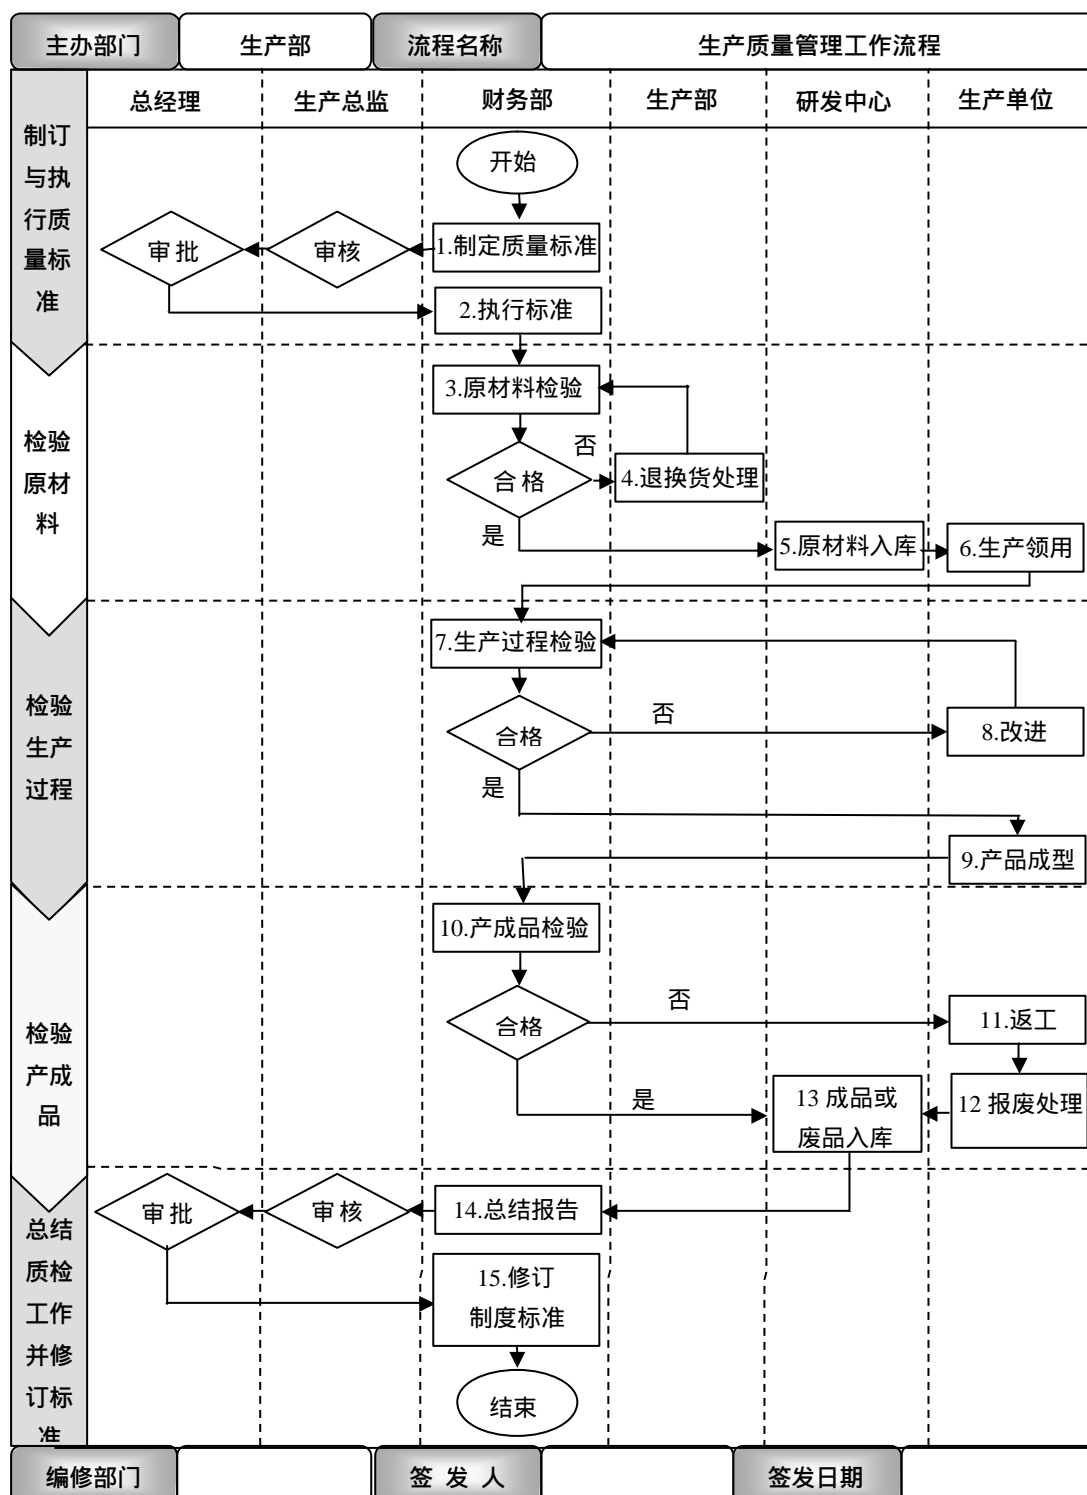 主办部门 生产部 流程名称 生产质量管理工作流程
总经理 生产总监 财务部 生产部 研发中心 生产单位
制订
与执
行质
量标
准
开始
审批 审核 1.制定质量标准
2.执行标准
检验
原材
料
3.原材料检验
否
合格 4.退换货处理
是
5.原材料入库 6.生产领用
检验
生产
过程
7.生产过程检验
否
合格 8.改进
是
9.产品成型
检验
产成
品
10.产成品检验
否
合格 11.返工
是 13 成品或 12 报废处理
废品入库
总结
质检
工作
并修
订标
准
审批 审核 14.总结报告
15.修订
制度标准
结束
编修部门 签发人 签发日期